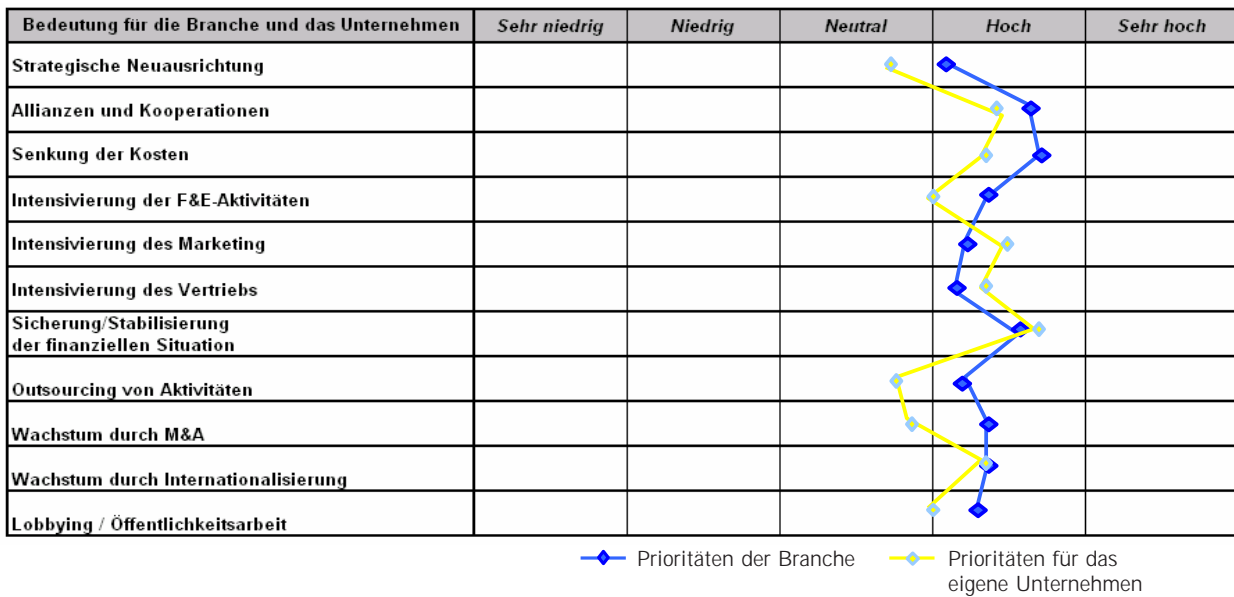 Bedeutung für die Branche und das Unternehmen Sehr niedrig Niedrig Neutral Hoch Sehr hoch
Strategische Neuausrichtung
Allianzen und Kooperationen
Senkung der Kosten
Intensivierung der F&E-Aktivitäten
Intensivierung des Marketing
Intensivierung des Vertriebs
Sicherung/Stabilisierung
der finanziellen Situation
Outsourcing von Aktivitäten
Wachstum durch M&A
Wachstum durch Internationalisierung
Lobbying / Öffentlichkeitsarbeit
Prioritäten der Branche
Prioritäten für das
eigene Unternehmen